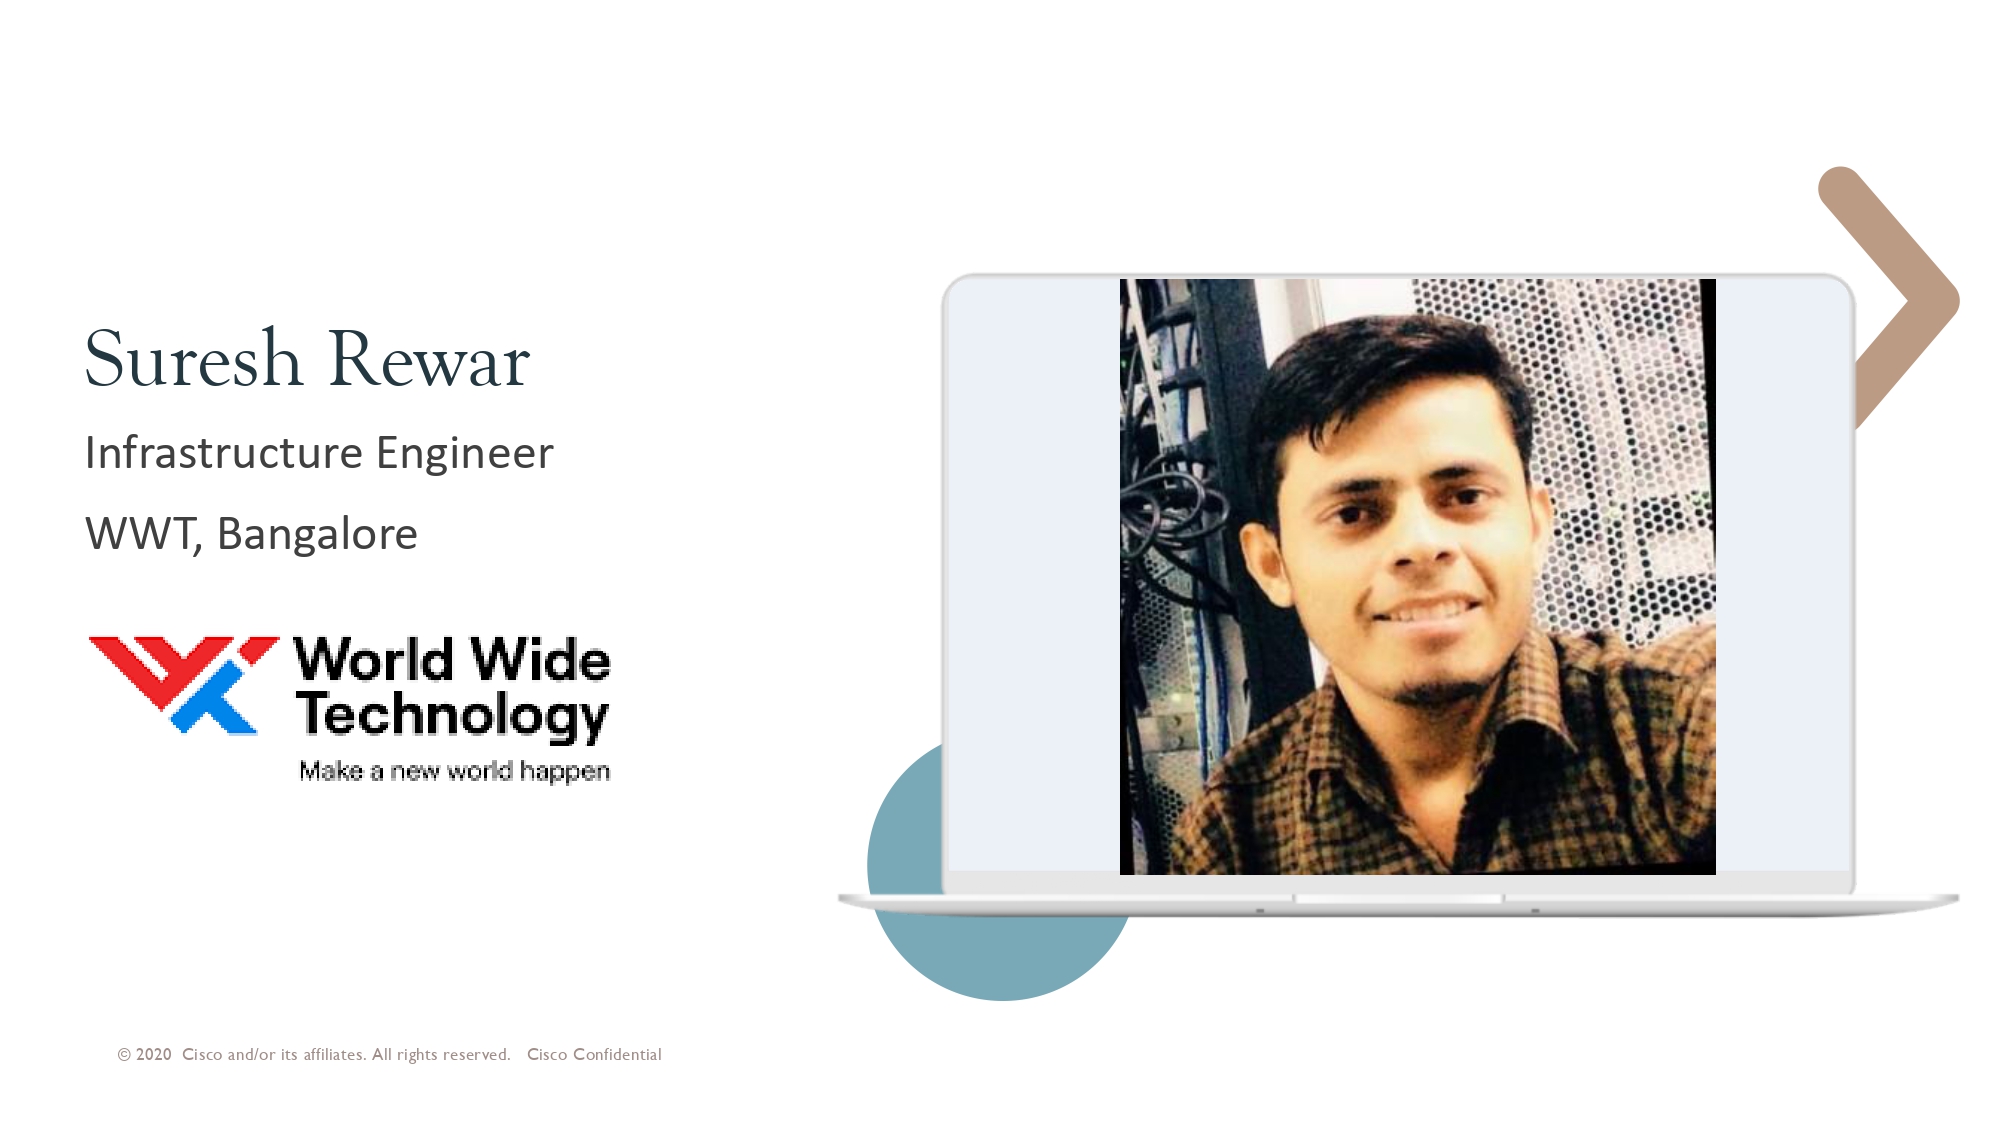 Suresh Rewar
Infrastructure Engineer
WWT, Bangalore
World Wide
Technology
Make a new world happen
© 2020 Cisco and/or its affiliates. All rights reserved. Cisco Confidential